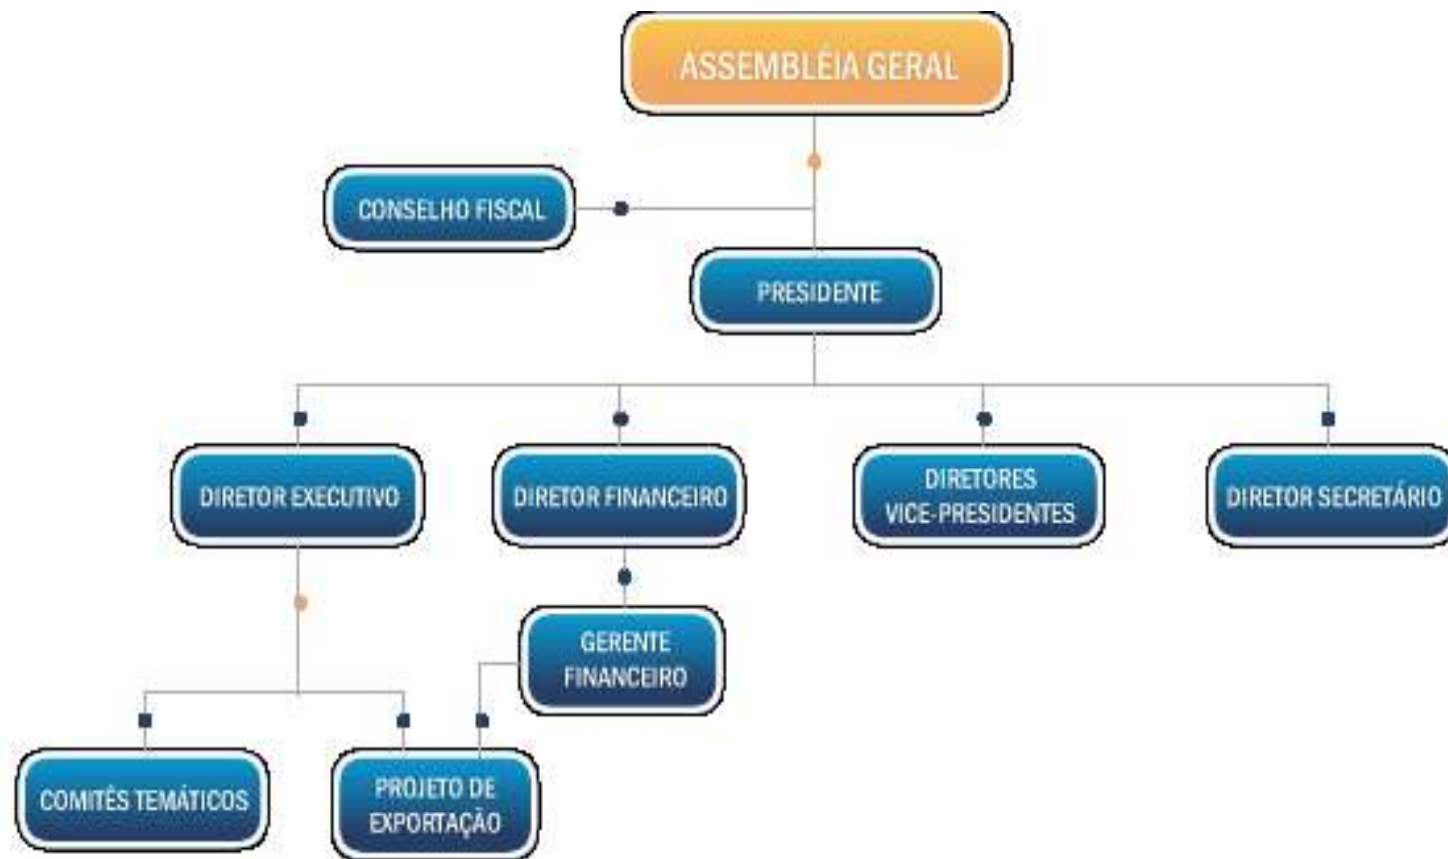 ASSEMBLÉIA GERAL
CONSELHO FISCAL
PRESIDENTE
DIRETOR EXECUTIVO
DIRETOR FINANCEIRO
DIRETORES
VICE-PRESIDENTES
DIRETOR SECRETÁRIO
GERENTE
FINANCEIRO
COMITÊS TEMÁTICOS
PROJETO DE
EXPORTAÇÃO